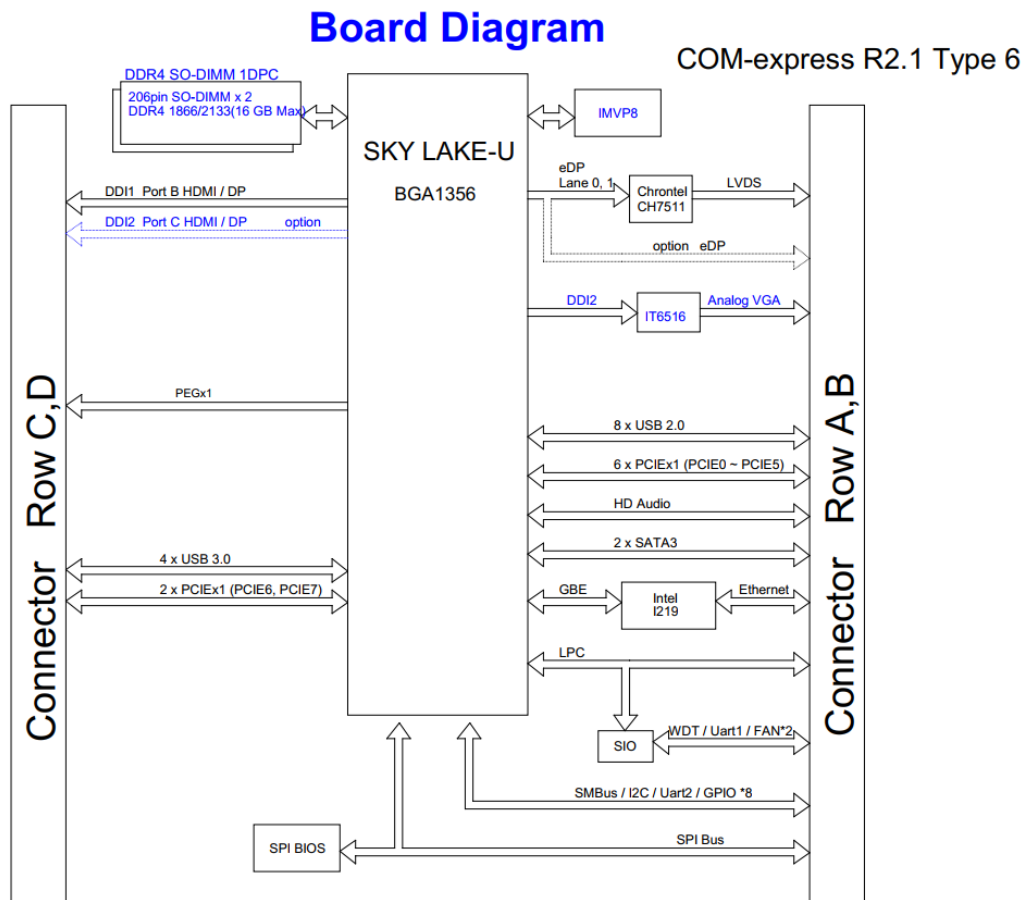 Board Diagram
COM-express R2.1 Type 6
DDR4 SO-DIMM 1DPC
206pin SO-DIMM x 2
DDR4 1866/2133(16 GB Max)
SKY LAKE-U
BGA1356
IMVP8
eDP
Lane 0, 1
Chrontel
CH7511
LVDS
option eDP
DDI1 Port B HDMI / DP
DDI2 Port C HDMI / DP option
DDI2
IT6516
Analog VGA
PEGx1
8 x USB 2.0
6 x PCIEx1 (PCIE0 ~ PCIE5)
HD Audio
2 x SATA3
4 x USB 3.0
2 x PCIEx1 (PCIE6, PCIE7)
GBE
Intel
I219
Ethernet
LPC
SIO
WDT / Uart1 / FAN*2
SMBus / I2C / Uart2 / GPIO *8
SPI BIOS
SPI Bus
Connector Row C,D
Connector Row A,B